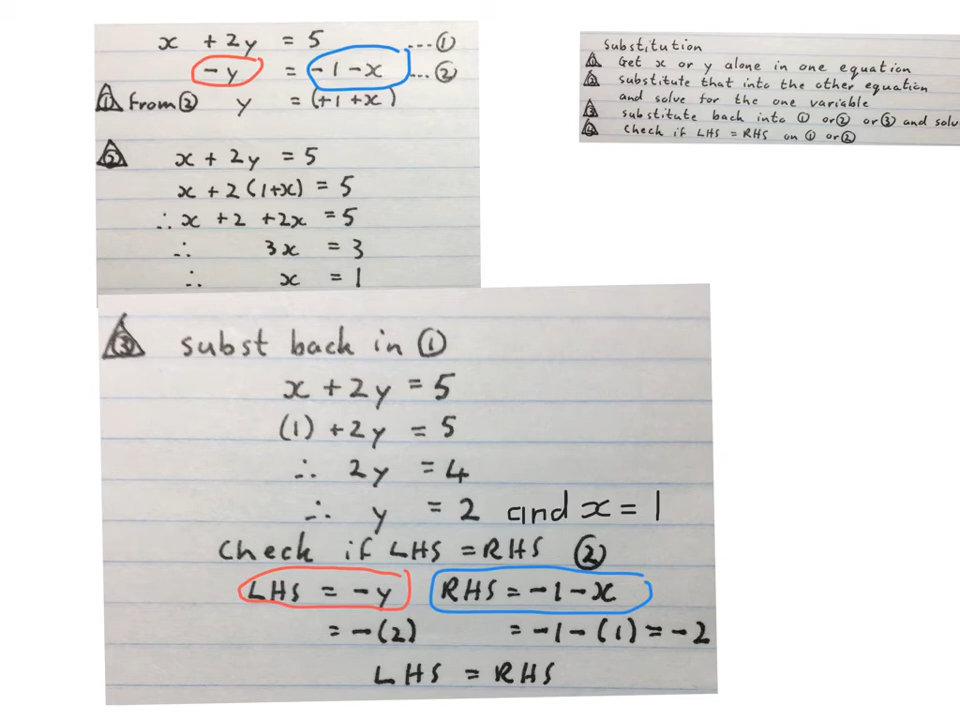 x + 2y = 5 ....①
-y = -1-x ...②
① From ② y = (+1 +x)
② x + 2y = 5
x + 2(1+x) = 5
∴ x +2 +2x = 5
∴ 3x = 3
∴ x = 1
③ subst back in ①
x + 2y = 5
(1) + 2y = 5
∴ 2y = 4
∴ y = 2 and x = 1
Check if LHS = RHS ②
LHS = -y RHS = -1-x
= -(2) = -1-(1) = -2
LHS = RHS
Substitution
① Get x or y alone in one equation
② substitute that into the other equation
and solve for the one variable
③ substitute back into ① or ② or ③ and solv
④ Check if LHS = RHS on ① or ②